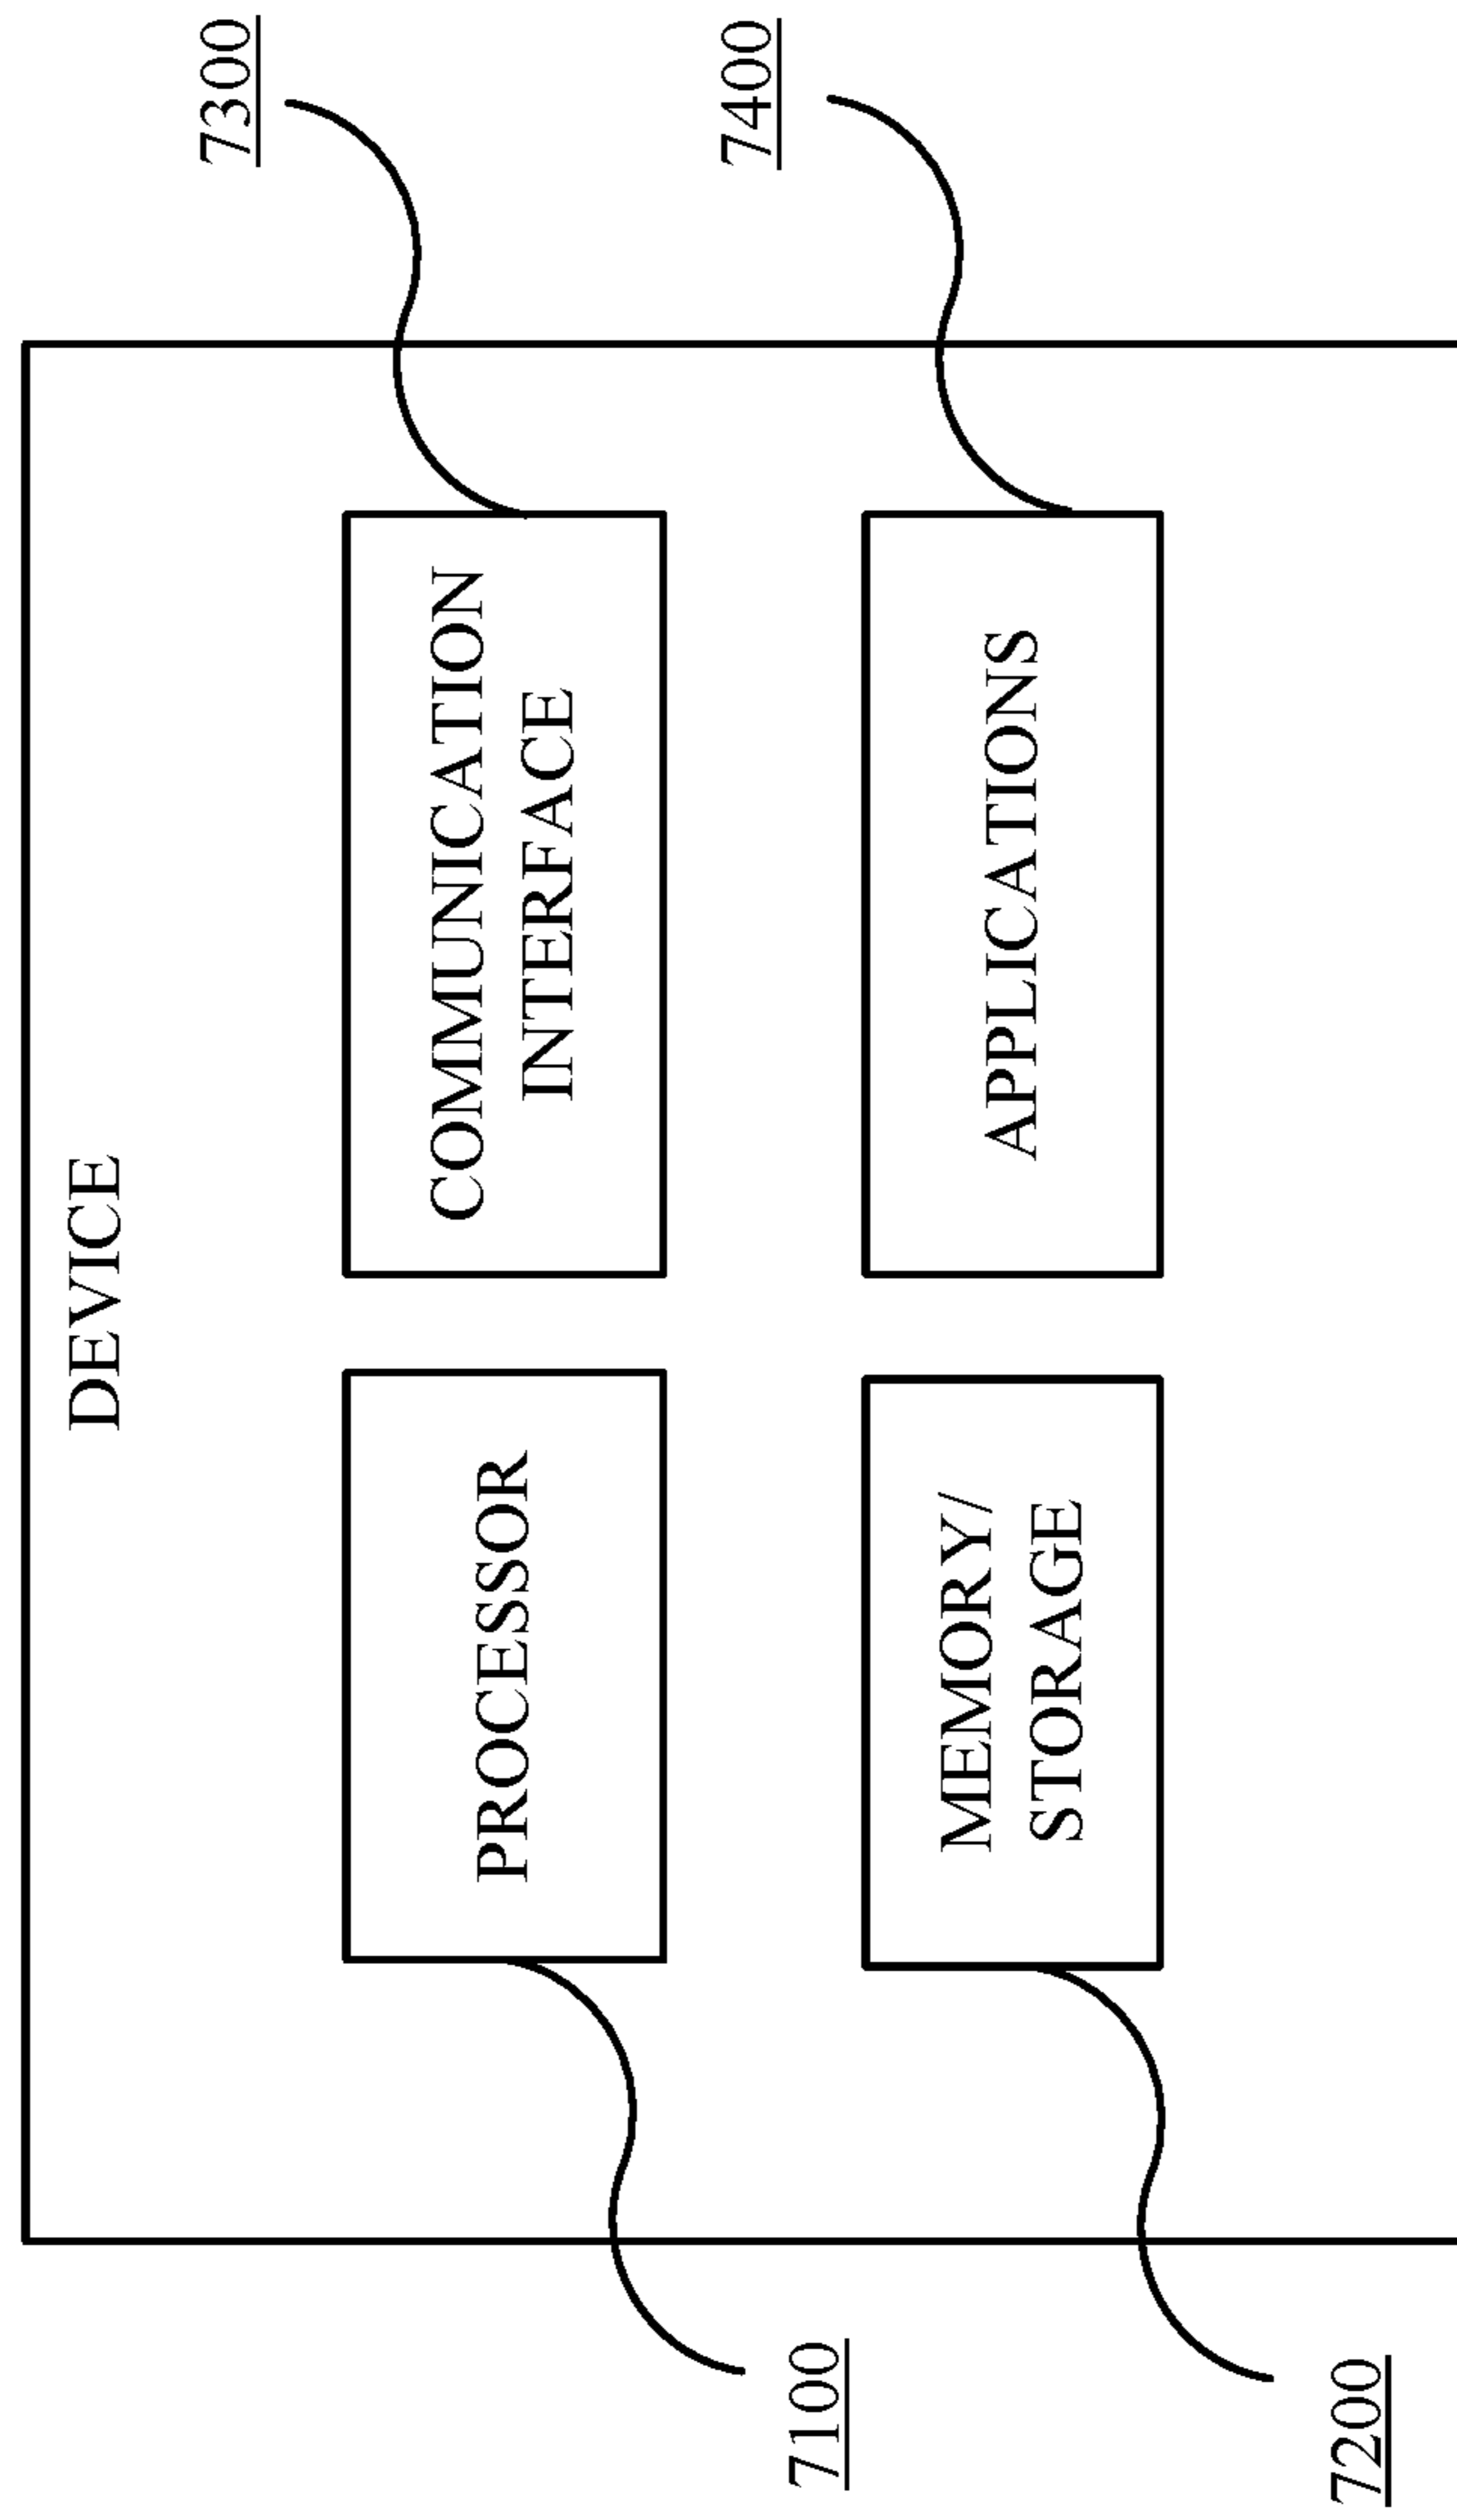 DEVICE
7100
PROCESSOR
COMMUNICATION
INTERFACE
7300
7200
MEMORY/
STORAGE
APPLICATIONS
7400